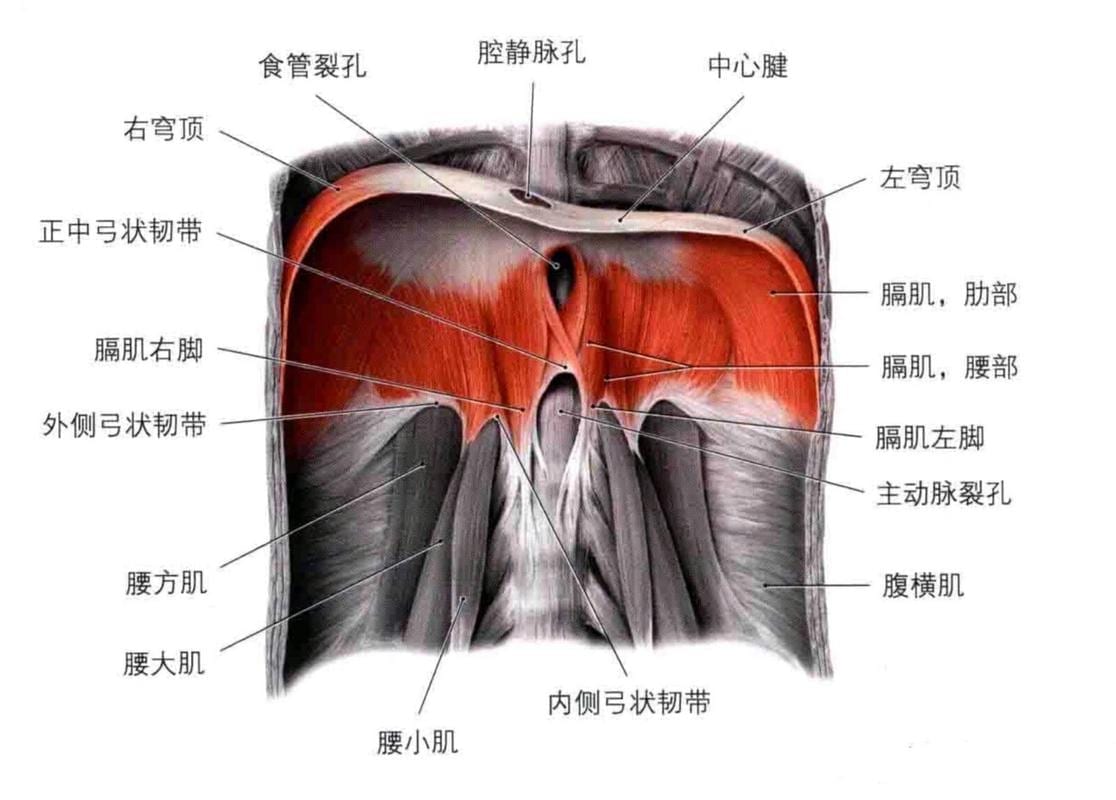 食管裂孔
腔静脉孔
中心腱
右穹顶
左穹顶
正中弓状韧带
膈肌，肋部
膈肌右脚
膈肌，腰部
外侧弓状韧带
膈肌左脚
主动脉裂孔
腰方肌
腹横肌
腰大肌
内侧弓状韧带
腰小肌